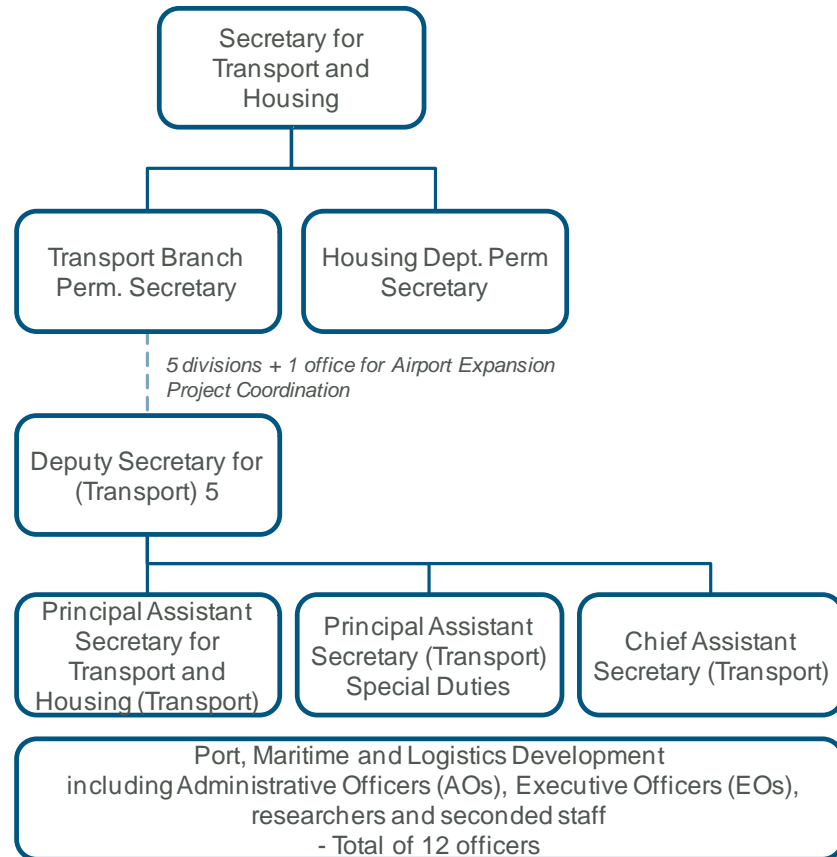 Secretary for
Transport and
Housing
Transport Branch
Perm. Secretary
Housing Dept. Perm
Secretary
5 divisions + 1 office for Airport Expansion
Project Coordination
Deputy Secretary for
(Transport) 5
Principal Assistant
Secretary for
Transport and
Housing (Transport)
Principal Assistant
Secretary (Transport)
Special Duties
Chief Assistant
Secretary (Transport)
Port, Maritime and Logistics Development
including Administrative Officers (AOs), Executive Officers (EOs),
researchers and seconded staff
- Total of 12 officers